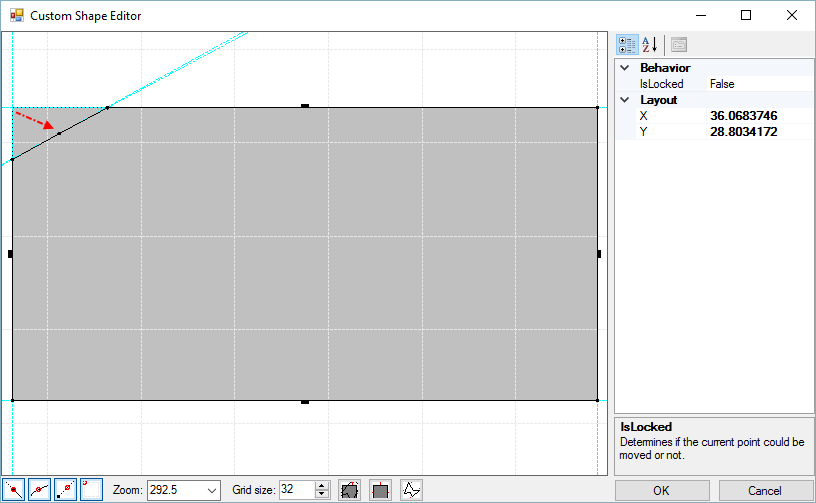 Custom Shape Editor
Behavior
IsLocked False
Layout
X 36.0683746
Y 28.8034172
IsLocked
Determines if the current point could be
moved or not.
Zoom: 292.5 Grid size: 32
OK Cancel